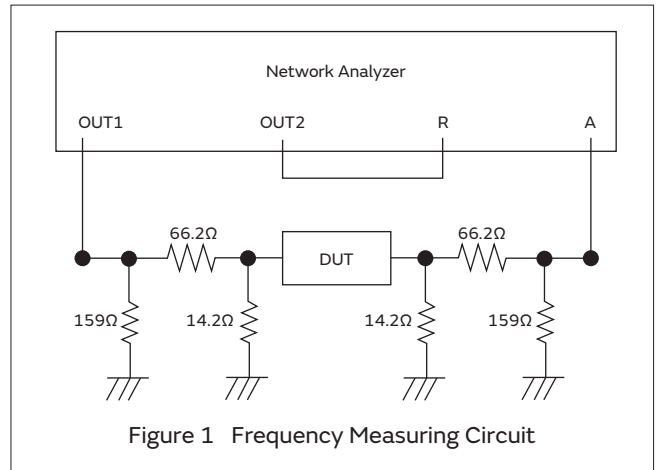 Network Analyzer
OUT1 OUT2 R A
66.2Ω 66.2Ω
DUT
159Ω 14.2Ω 14.2Ω 159Ω
Figure 1 Frequency Measuring Circuit